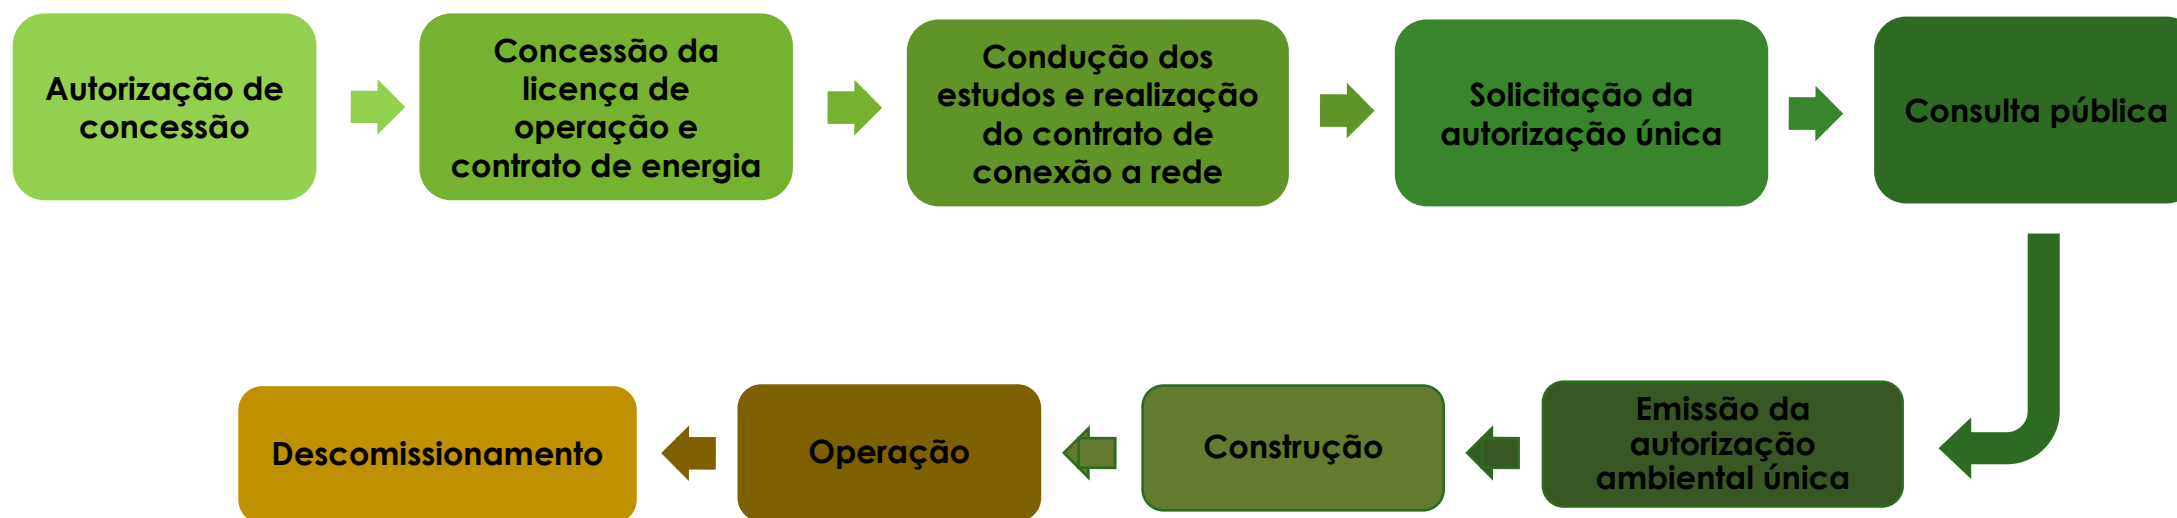 Autorização de
concessão
Concessão da
licença de
operação e
contrato de energia
Condução dos
estudos e realização
do contrato de
conexão a rede
Solicitação da
autorização única
Consulta pública
Emissão da
autorização
ambiental única
Construção
Operação
Descomissionamento